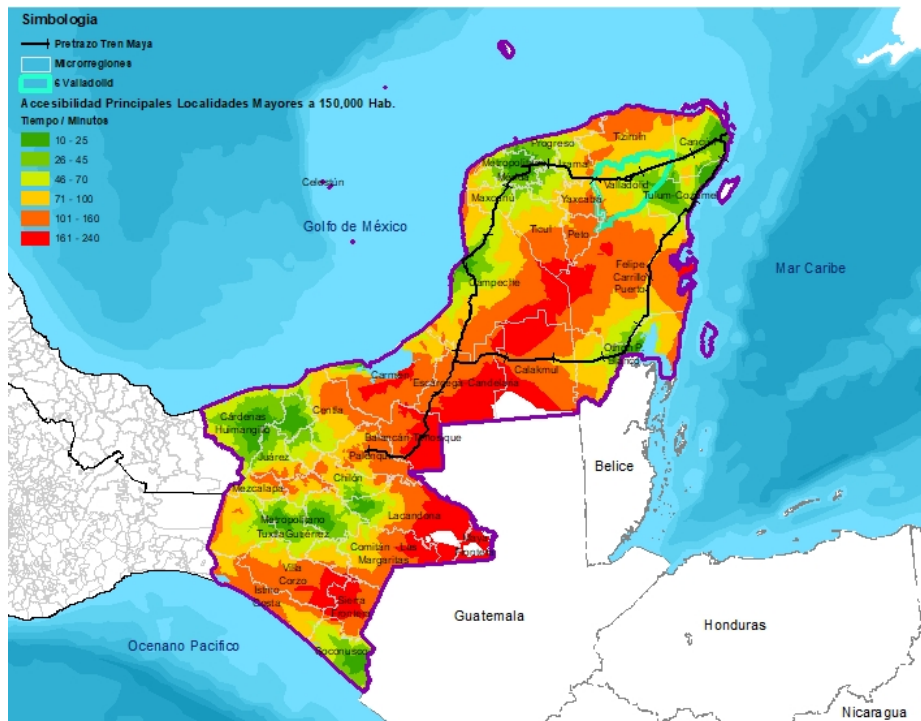 Simbologia
Pretrazo Tren Maya
Microrregiones
6 Valladolid
Accesibilidad Principales Localidades Mayores a 150,000 Hab.
Tiempo / Minutos
10 - 25
26 - 45
46 - 70
71 - 100
101 - 160
161 - 240
Tizimín
Progreso
Cancún
Metropolitano
Mérida
Izamal
Celestún
Valladolid
Maxcanú
Yaxcabá
Tulum-Cozumel
Golfo de México
Ticul
Peto
Mar Caribe
Felipe
Carrillo
Puerto
Campeche
Othón P.
Blanco
Calakmul
Carmen
Escárcega-Candelaria
Centla
Cárdenas
Huimanguillo
Balancán-Tenosique
Palenque
Juárez
Belice
Chilón
Mezcalapa
Metropolitano
Tuxtla Gutiérrez
Lacandona
Maya
Comitan - Las
Margaritas
Villa
Corzo
Istmo
Costa
Sierra
Guatemala
Honduras
Ocenano Pacifico
Soconusco
Nicaragua